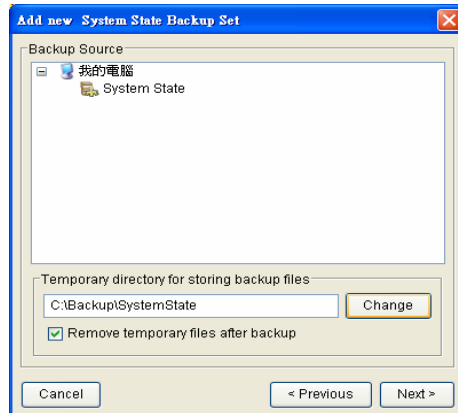 Add new System State Backup Set
Backup Source
我的電腦
System State
Temporary directory for storing backup files
C:\Backup\SystemState
Change
Remove temporary files after backup
Cancel
< Previous
Next >